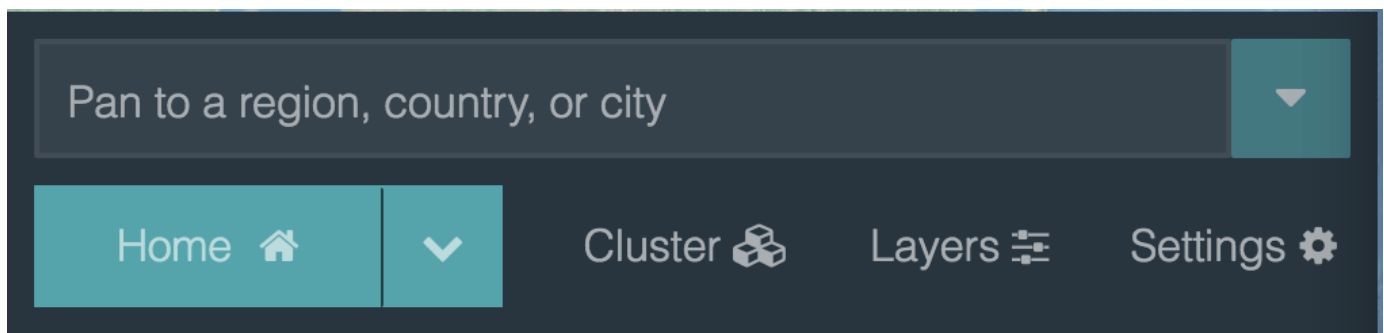 Pan to a region, country, or city
Home Cluster Layers Settings